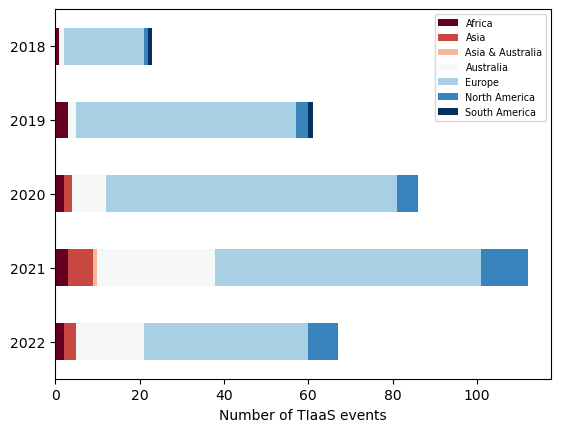 2018
2019
2020
2021
2022
Africa
Asia
Asia & Australia
Australia
Europe
North America
South America
0 20 40 60 80 100
Number of TIaaS events